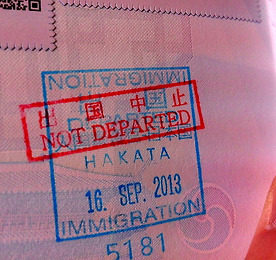 IMMIGRATION
出国中止
NOT DEPARTED
HAKATA
16. SEP. 2013
IMMIGRATION
5181